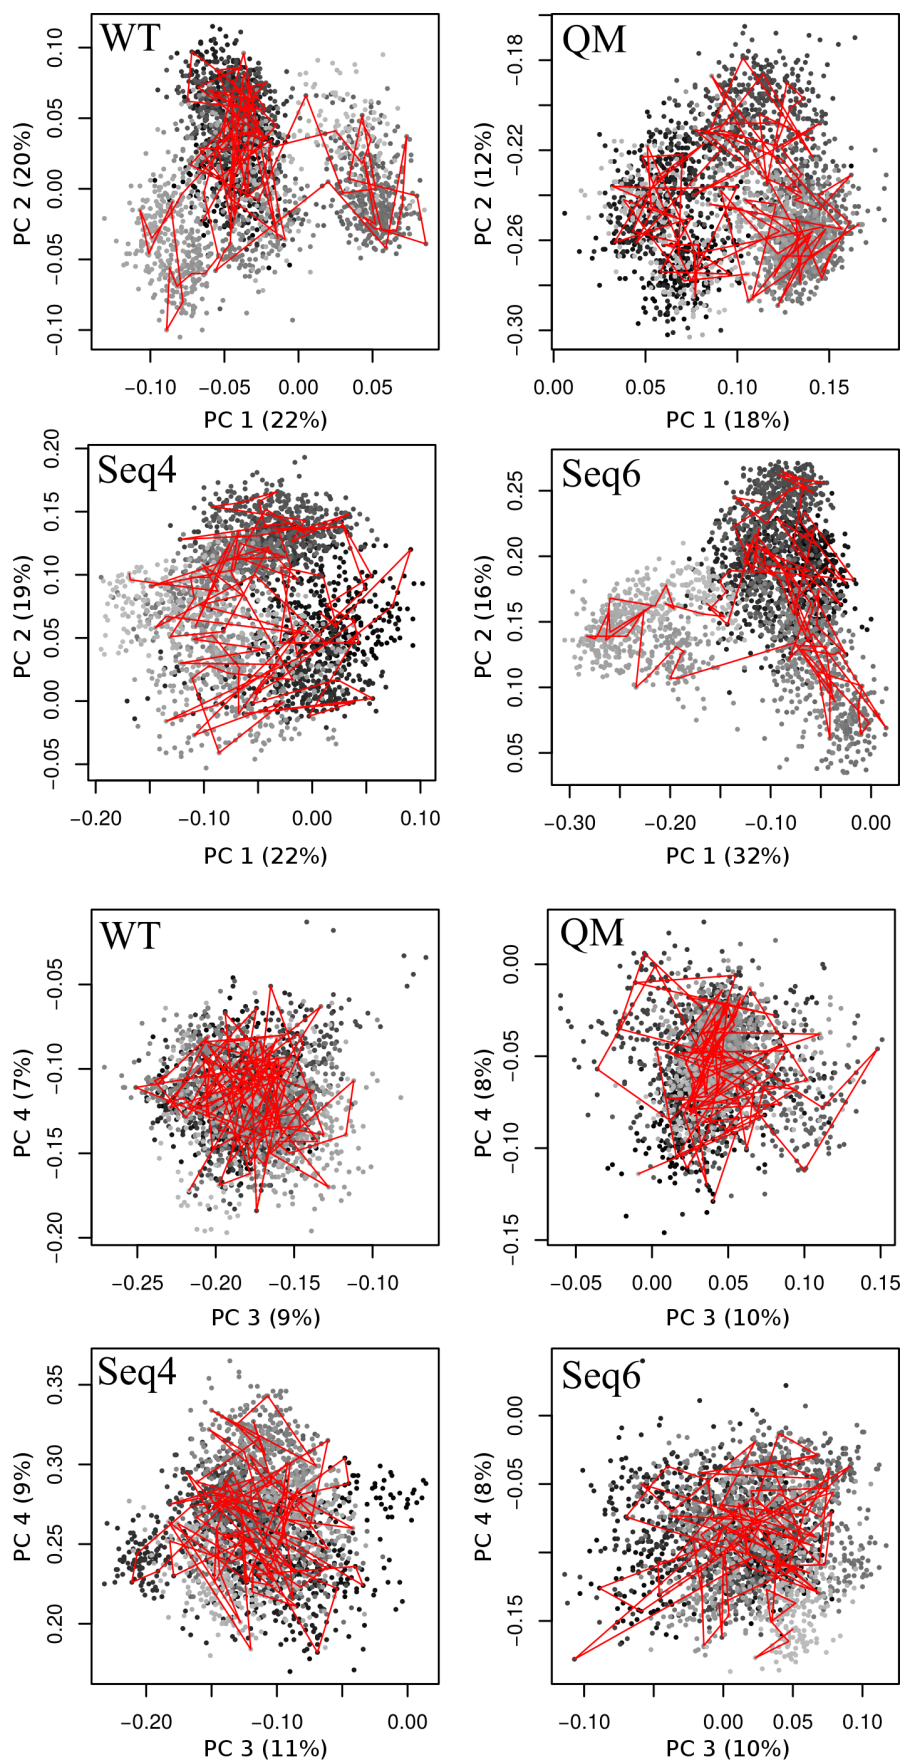 WT
PC 2 (20%)
0.10
0.05
0.00
−0.05
−0.10
−0.10 −0.05 0.00 0.05
PC 1 (22%)
QM
PC 2 (12%)
−0.18
−0.22
−0.26
−0.30
0.00 0.05 0.10 0.15
PC 1 (18%)
Seq4
PC 2 (19%)
0.20
0.15
0.10
0.05
0.00
−0.05
−0.20 −0.10 0.00 0.10
PC 1 (22%)
Seq6
PC 2 (16%)
0.25
0.20
0.15
0.10
0.05
−0.30 −0.20 −0.10 0.00
PC 1 (32%)
WT
PC 4 (7%)
−0.05
−0.10
−0.15
−0.20
−0.25 −0.20 −0.15 −0.10
PC 3 (9%)
QM
PC 4 (8%)
0.00
−0.05
−0.10
−0.15
−0.05 0.00 0.05 0.10 0.15
PC 3 (10%)
Seq4
PC 4 (9%)
0.35
0.30
0.25
0.20
−0.20 −0.10 0.00
PC 3 (11%)
Seq6
PC 4 (8%)
0.00
−0.05
−0.15
−0.10 0.00 0.05 0.10
PC 3 (10%)